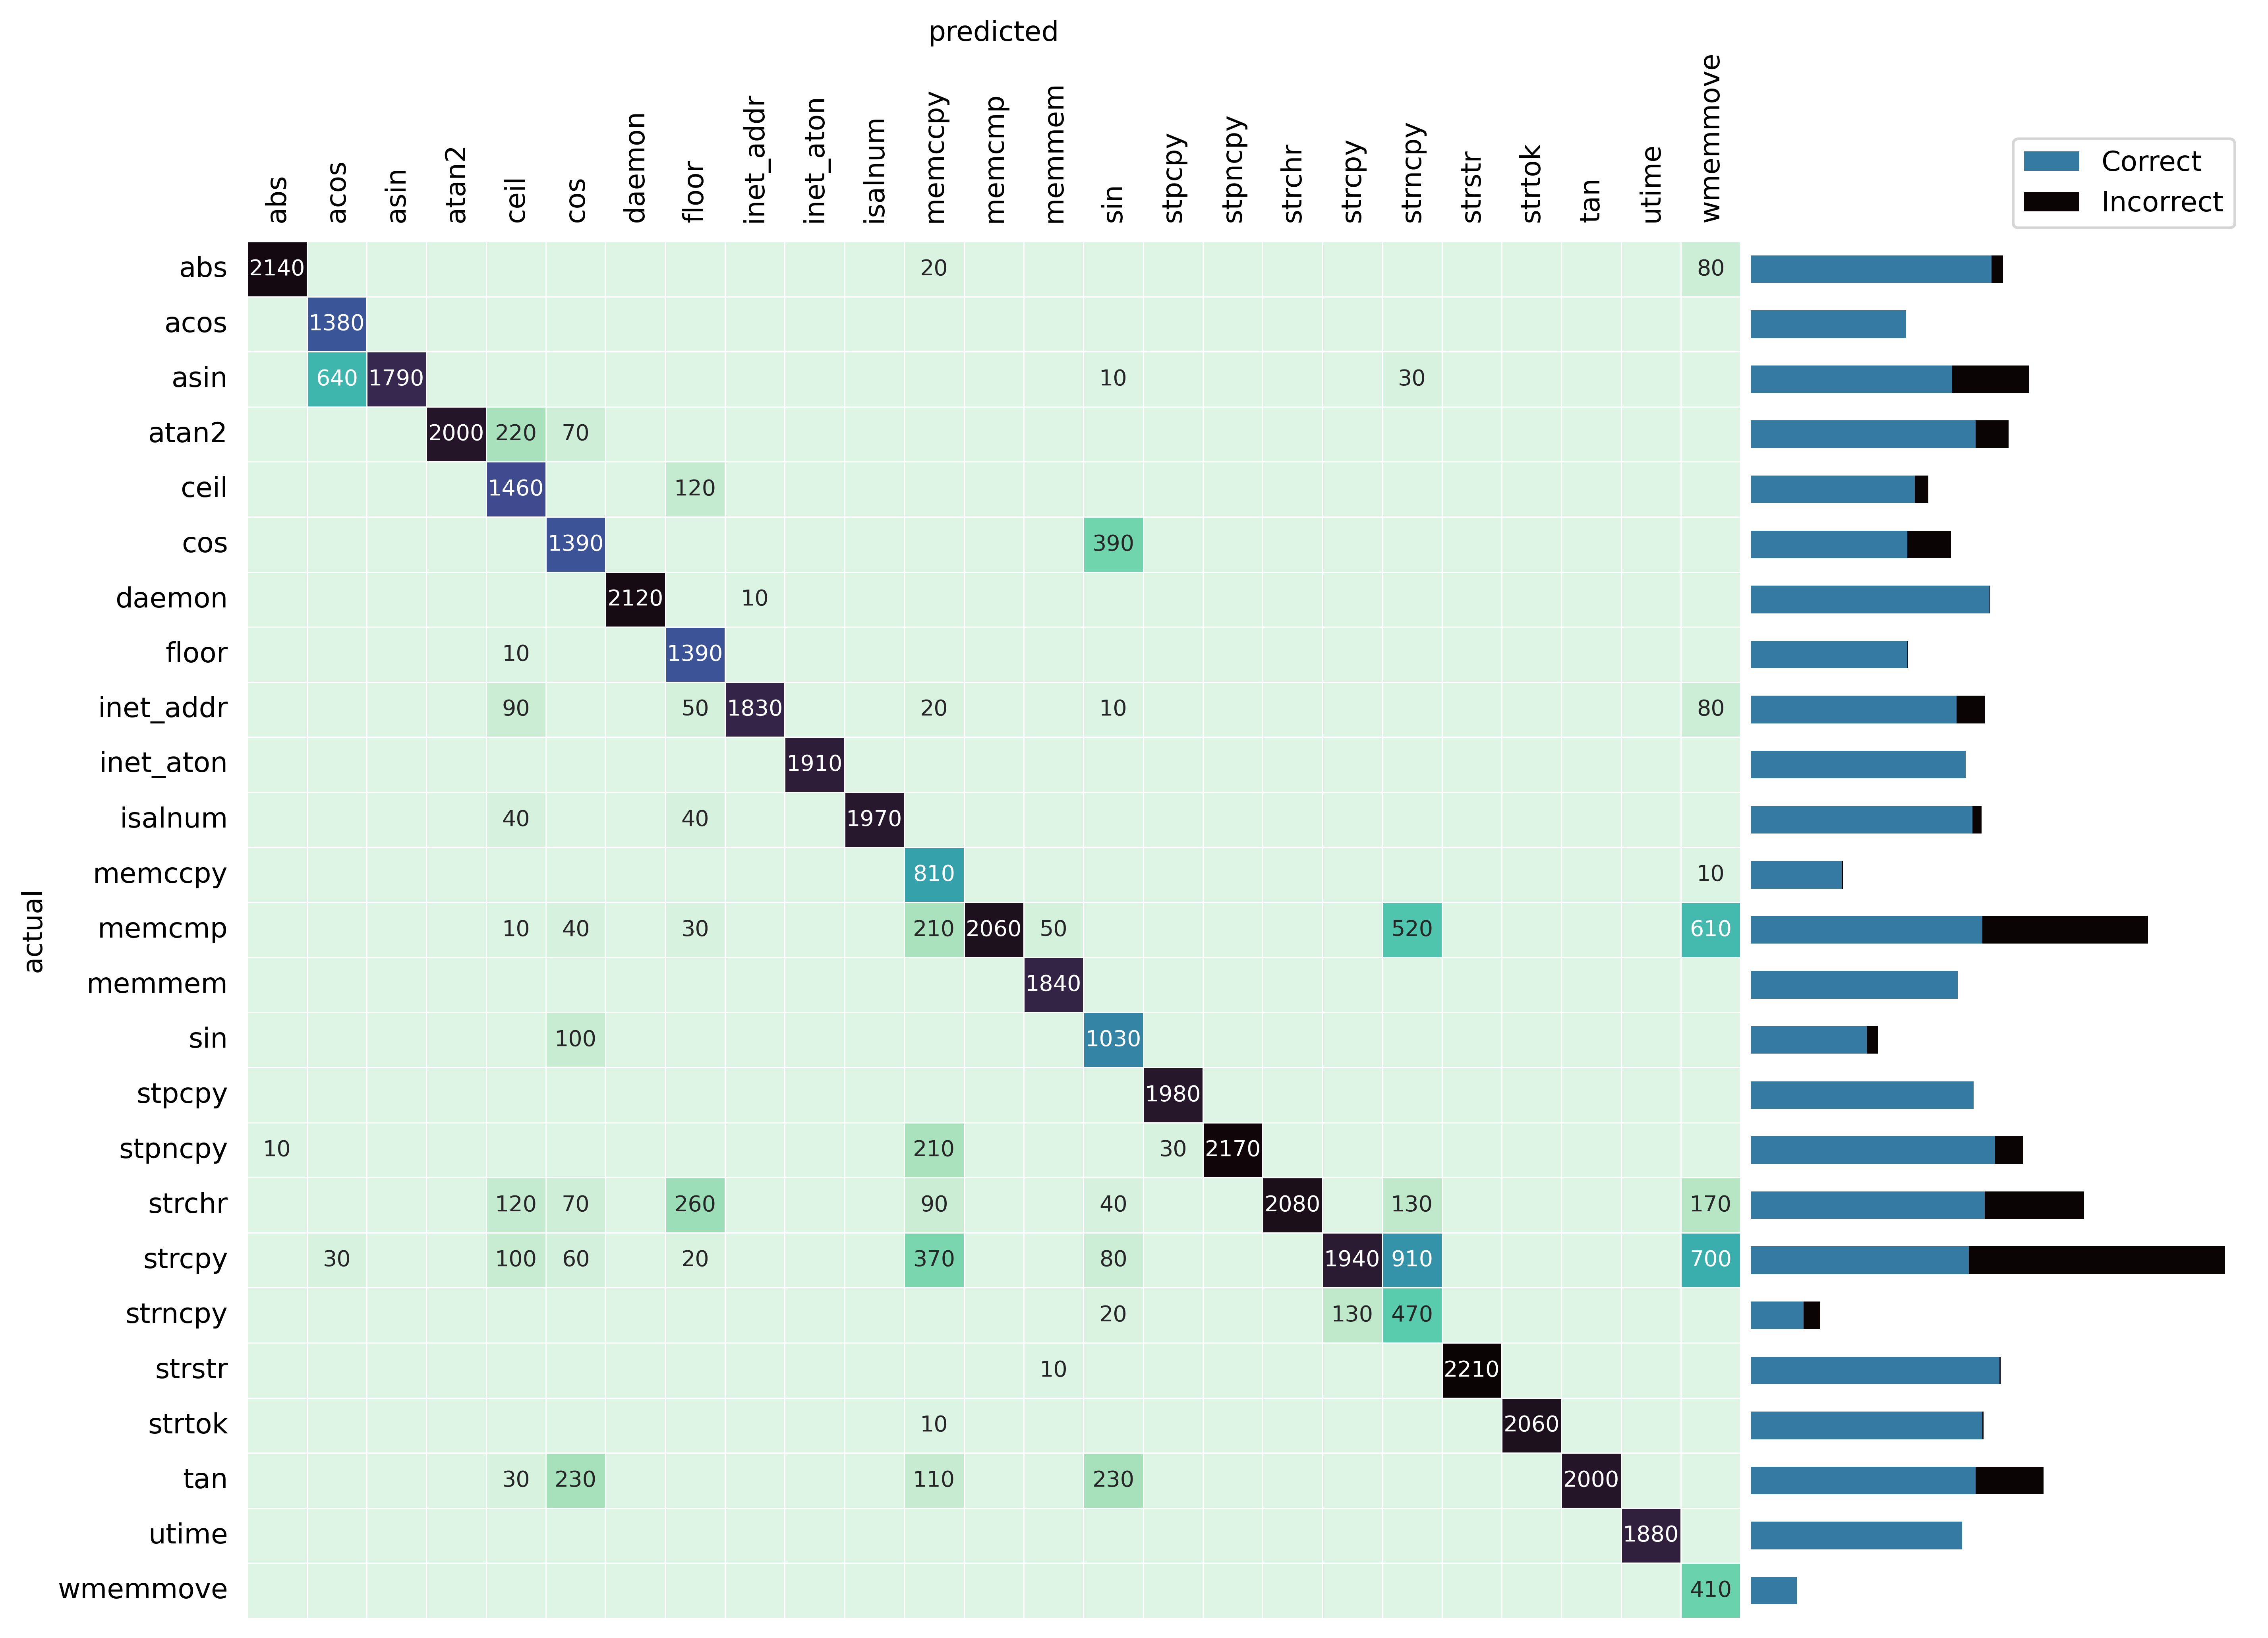 predicted
abs acos asin atan2 ceil cos daemon floor inet_addr inet_aton isalnum memccpy memcmp memmem sin stpcpy stpncpy strchr strcpy strncpy strstr strtok tan utime wmemmove
Correct
Incorrect
actual
abs 2140 20 80
acos 1380
asin 640 1790 10 30
atan2 2000 220 70
ceil 1460 120
cos 1390 390
daemon 2120 10
floor 10 1390
inet_addr 90 50 1830 20 10 80
inet_aton 1910
isalnum 40 40 1970
memccpy 810 10
memcmp 10 40 30 210 2060 50 520 610
memmem 1840
sin 100 1030
stpcpy 1980
stpncpy 10 210 30 2170
strchr 120 70 260 90 40 2080 130 170
strcpy 30 100 60 20 370 80 1940 910 700
strncpy 20 130 470
strstr 10 2210
strtok 10 2060
tan 30 230 110 230 2000
utime 1880
wmemmove 410